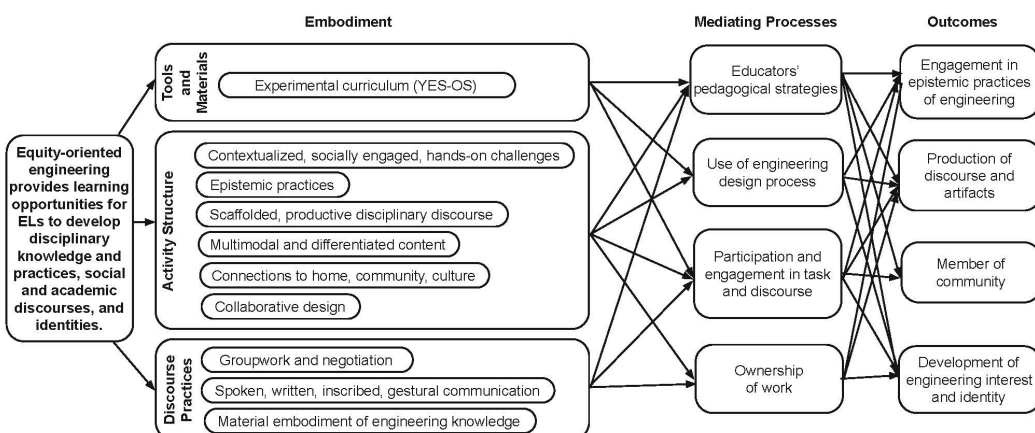 Embodiment
Mediating Processes
Outcomes
Equity-oriented
engineering
provides learning
opportunities for
ELs to develop
disciplinary
knowledge and
practices, social
and academic
discourses, and
identities.
Tools
and
Materials
Experimental curriculum (YES-OS)
Activity Structure
Contextualized, socially engaged, hands-on challenges
Epistemic practices
Scaffolded, productive disciplinary discourse
Multimodal and differentiated content
Connections to home, community, culture
Collaborative design
Discourse
Practices
Groupwork and negotiation
Spoken, written, inscribed, gestural communication
Material embodiment of engineering knowledge
Educators'
pedagogical strategies
Use of engineering
design process
Participation and
engagement in task
and discourse
Ownership
of work
Engagement in
epistemic practices
of engineering
Production of
discourse and
artifacts
Member of
community
Development of
engineering interest
and identity